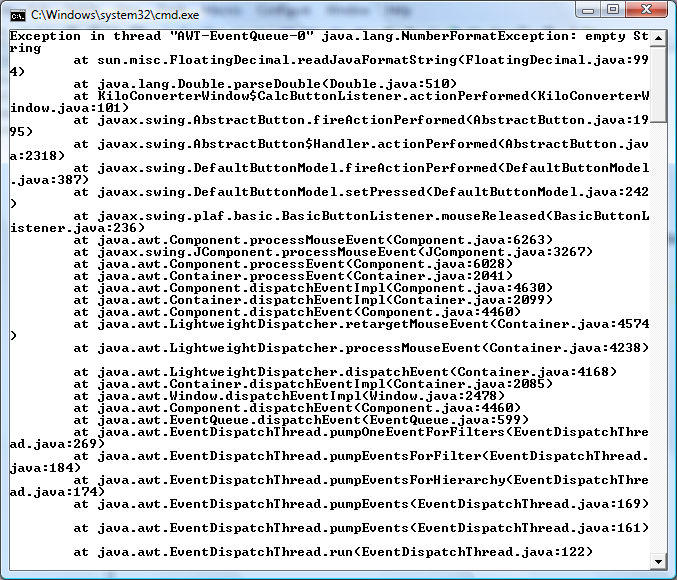 C:\Windows\system32\cmd.exe
Exception in thread "AWT-EventQueue-0" java.lang.NumberFormatException: empty St
ring
at sun.misc.FloatingDecimal.readJavaFormatString(FloatingDecimal.java:99
4)
at java.lang.Double.parseDouble(Double.java:510)
at KiloConverterWindow$CalcButtonListener.actionPerformed(KiloConverterW
indow.java:101)
at javax.swing.AbstractButton.fireActionPerformed(AbstractButton.java:19
95)
at javax.swing.AbstractButton$Handler.actionPerformed(AbstractButton.jav
a:2318)
at javax.swing.DefaultButtonModel.fireActionPerformed(DefaultButtonModel
.java:387)
at javax.swing.DefaultButtonModel.setPressed(DefaultButtonModel.java:242
)
at javax.swing.plaf.basic.BasicButtonListener.mouseReleased(BasicButtonL
istener.java:236)
at java.awt.Component.processMouseEvent(Component.java:6263)
at javax.swing.JComponent.processMouseEvent(JComponent.java:3267)
at java.awt.Component.processEvent(Component.java:6028)
at java.awt.Container.processEvent(Container.java:2041)
at java.awt.Component.dispatchEventImpl(Component.java:4630)
at java.awt.Container.dispatchEventImpl(Container.java:2099)
at java.awt.Component.dispatchEvent(Component.java:4460)
at java.awt.LightweightDispatcher.retargetMouseEvent(Container.java:4574
)
at java.awt.LightweightDispatcher.processMouseEvent(Container.java:4238)
at java.awt.LightweightDispatcher.dispatchEvent(Container.java:4168)
at java.awt.Container.dispatchEventImpl(Container.java:2085)
at java.awt.Window.dispatchEventImpl(Window.java:2478)
at java.awt.Component.dispatchEvent(Component.java:4460)
at java.awt.EventQueue.dispatchEvent(EventQueue.java:599)
at java.awt.EventDispatchThread.pumpOneEventForFilters(EventDispatchThre
ad.java:269)
at java.awt.EventDispatchThread.pumpEventsForFilter(EventDispatchThread.
java:184)
at java.awt.EventDispatchThread.pumpEventsForHierarchy(EventDispatchThre
ad.java:174)
at java.awt.EventDispatchThread.pumpEvents(EventDispatchThread.java:169)
at java.awt.EventDispatchThread.pumpEvents(EventDispatchThread.java:161)
at java.awt.EventDispatchThread.run(EventDispatchThread.java:122)